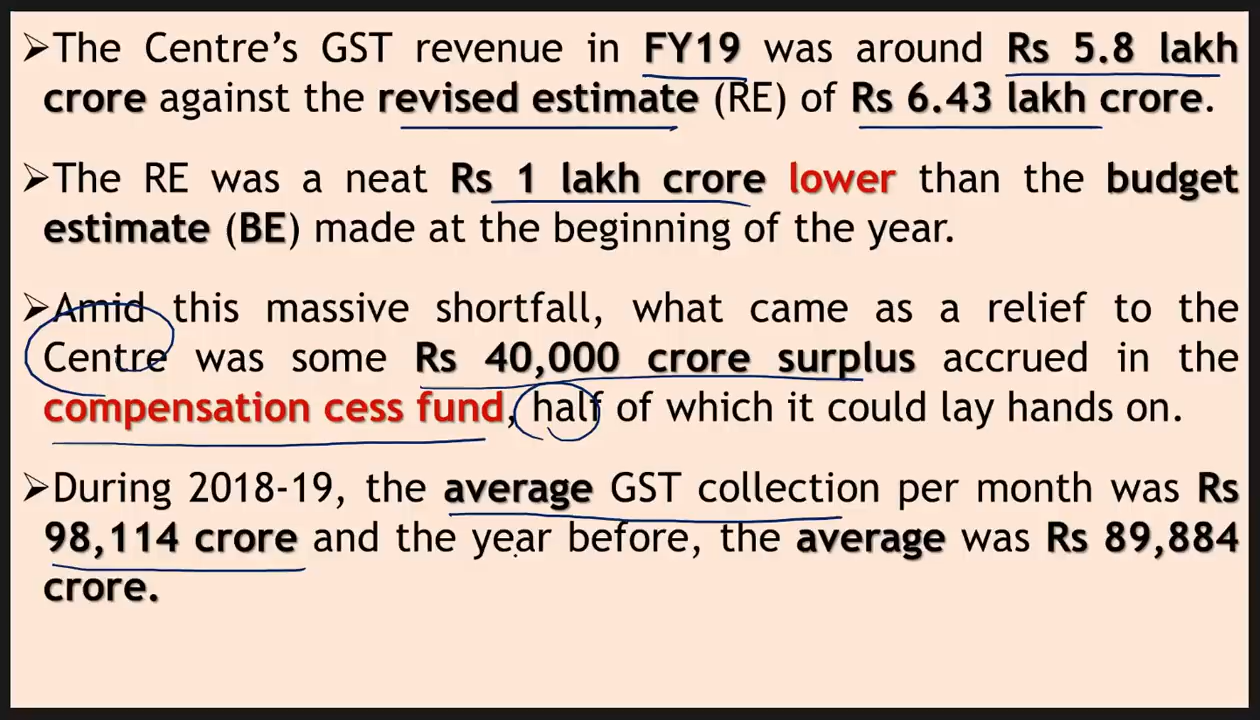 ➢The Centre's GST revenue in FY19 was around Rs 5.8 lakh
crore against the revised estimate (RE) of Rs 6.43 lakh crore.
➢The RE was a neat Rs 1 lakh crore lower than the budget
estimate (BE) made at the beginning of the year.
➢Amid this massive shortfall, what came as a relief to the
Centre was some Rs 40,000 crore surplus accrued in the
compensation cess fund, half of which it could lay hands on.
➢During 2018-19, the average GST collection per month was Rs
98,114 crore and the year before, the average was Rs 89,884
crore.